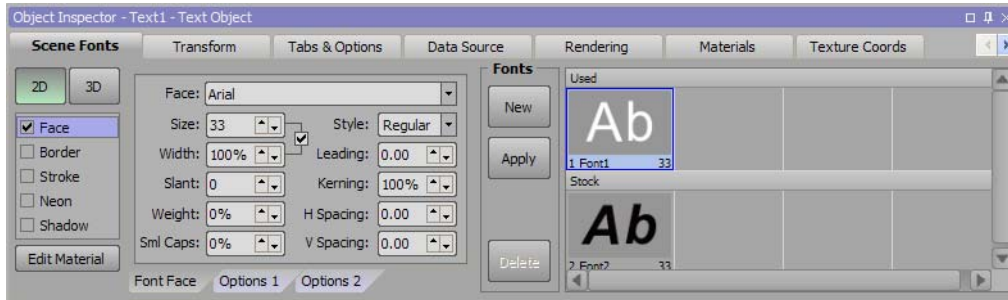 Object Inspector - Text1 - Text Object
Scene Fonts Transform Tabs & Options Data Source Rendering Materials Texture Coords
2D 3D
Face
Border
Stroke
Neon
Shadow
Edit Material
Face: Arial
Size: 33 Style: Regular
Width: 100% Leading: 0.00
Slant: 0 Kerning: 100%
Weight: 0% H Spacing: 0.00
Sml Caps: 0% V Spacing: 0.00
Font Face Options 1 Options 2
Fonts
New
Apply
Delete
Used
Ab
1 Font1 33
Stock
Ab
2 Font2 33